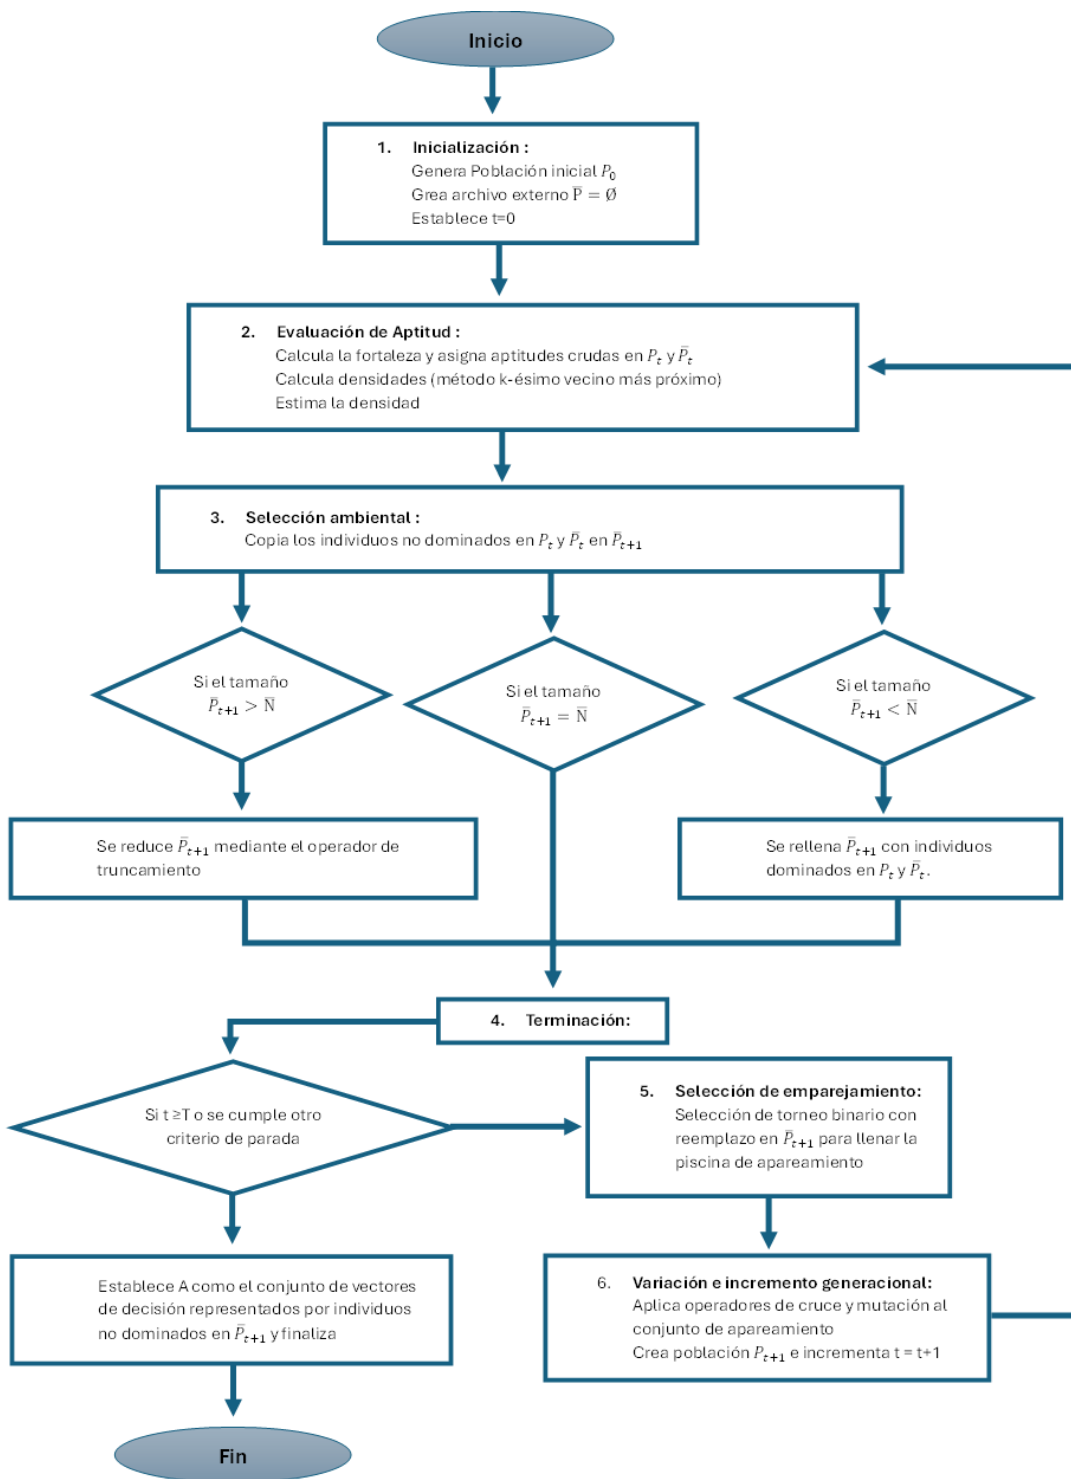 Inicio
1. Inicialización :
Genera Población inicial P₀
Grea archivo externo P̅ = Ø
Establece t=0
2. Evaluación de Aptitud :
Calcula la fortaleza y asigna aptitudes crudas en Pₜ y P̅ₜ
Calcula densidades (método k-ésimo vecino más próximo)
Estima la densidad
3. Selección ambiental :
Copia los individuos no dominados en Pₜ y P̅ₜ en P̅ₜ₊₁
Si el tamaño
P̅ₜ₊₁ > N̅
Si el tamaño
P̅ₜ₊₁ = N̅
Si el tamaño
P̅ₜ₊₁ < N̅
Se reduce P̅ₜ₊₁ mediante el operador de
truncamiento
Se rellena P̅ₜ₊₁ con individuos
dominados en Pₜ y P̅ₜ.
4. Terminación:
Si t ≥T o se cumple otro
criterio de parada
5. Selección de emparejamiento:
Selección de torneo binario con
reemplazo en P̅ₜ₊₁ para llenar la
piscina de apareamiento
Establece A como el conjunto de vectores
de decisión representados por individuos
no dominados en P̅ₜ₊₁ y finaliza
6. Variación e incremento generacional:
Aplica operadores de cruce y mutación al
conjunto de apareamiento
Crea población Pₜ₊₁ e incrementa t = t+1
Fin